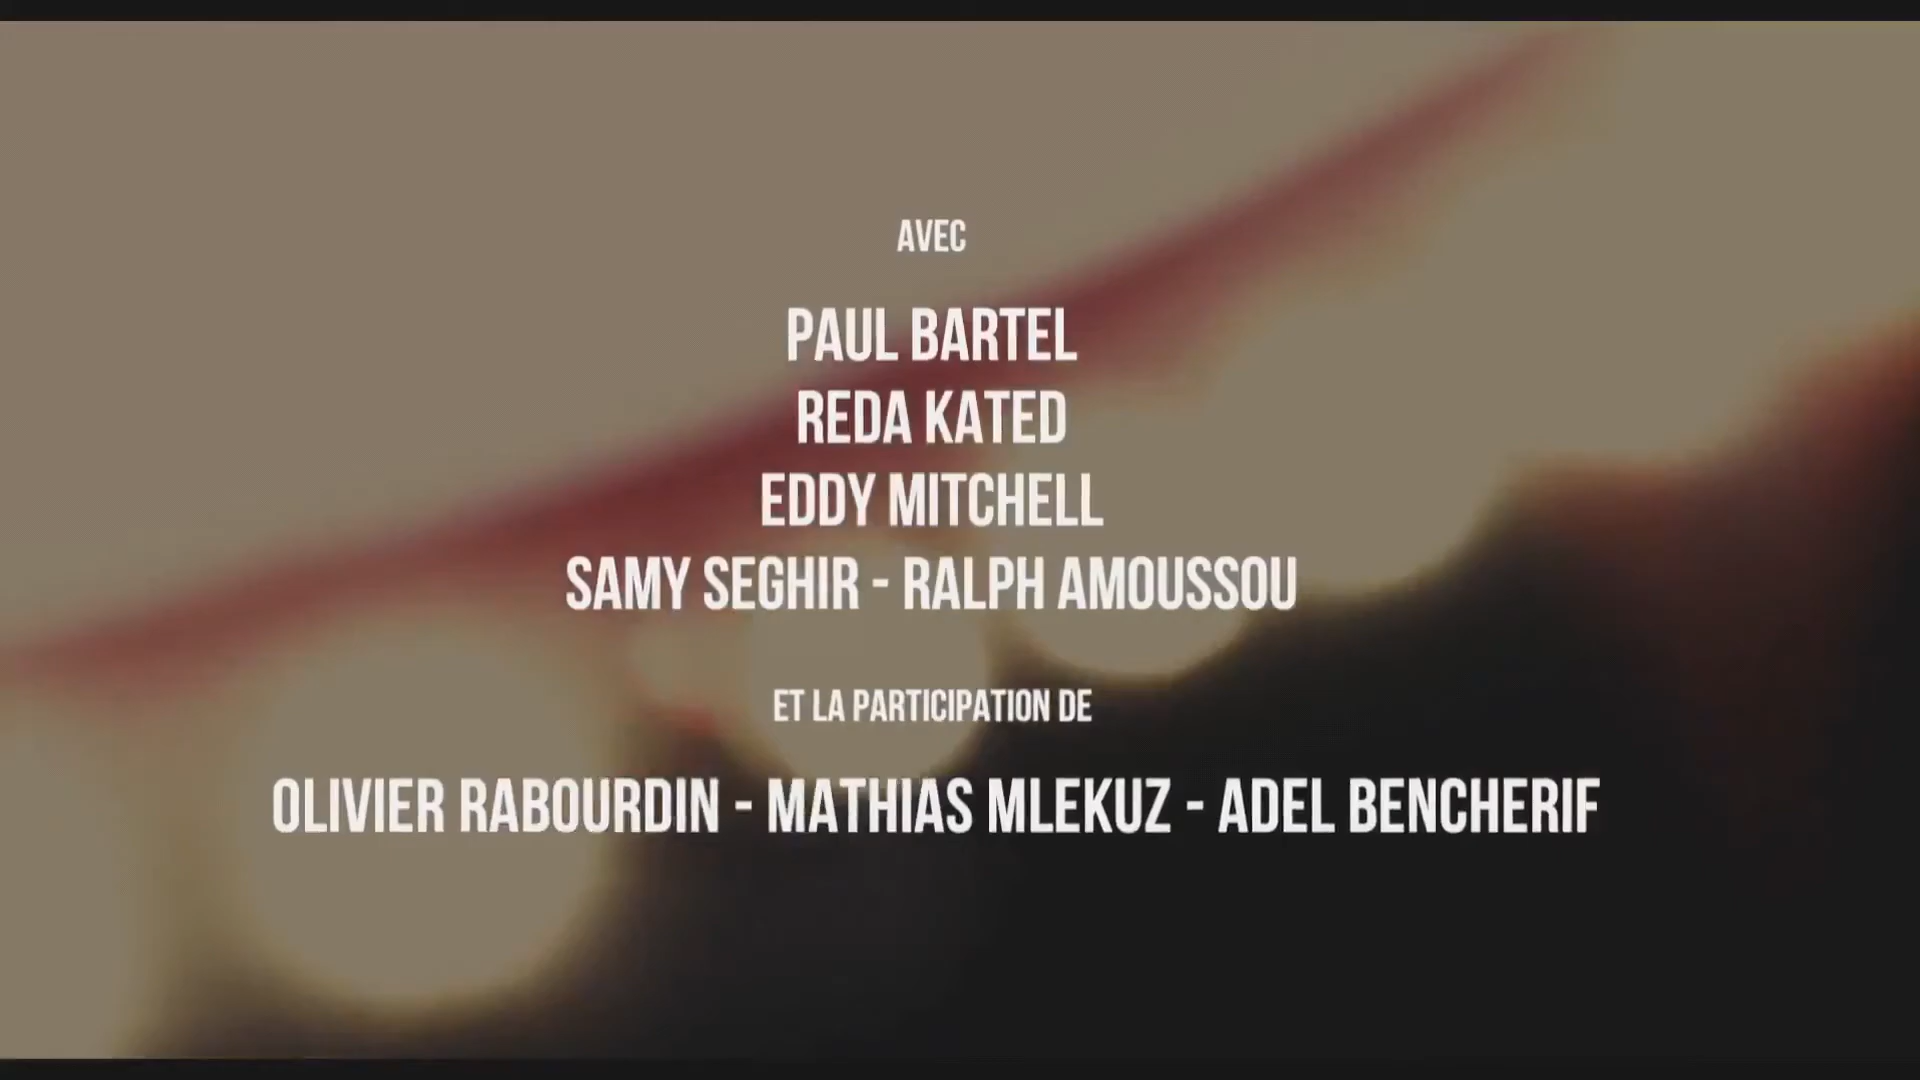 AVEC
PAUL BARTEL
REDA KATED
EDDY MITCHELL
SAMY SEGHIR - RALPH AMOUSSOU
ET LA PARTICIPATION DE
OLIVIER RABOURDIN - MATHIAS MLEKUZ - ADEL BENCHERIF